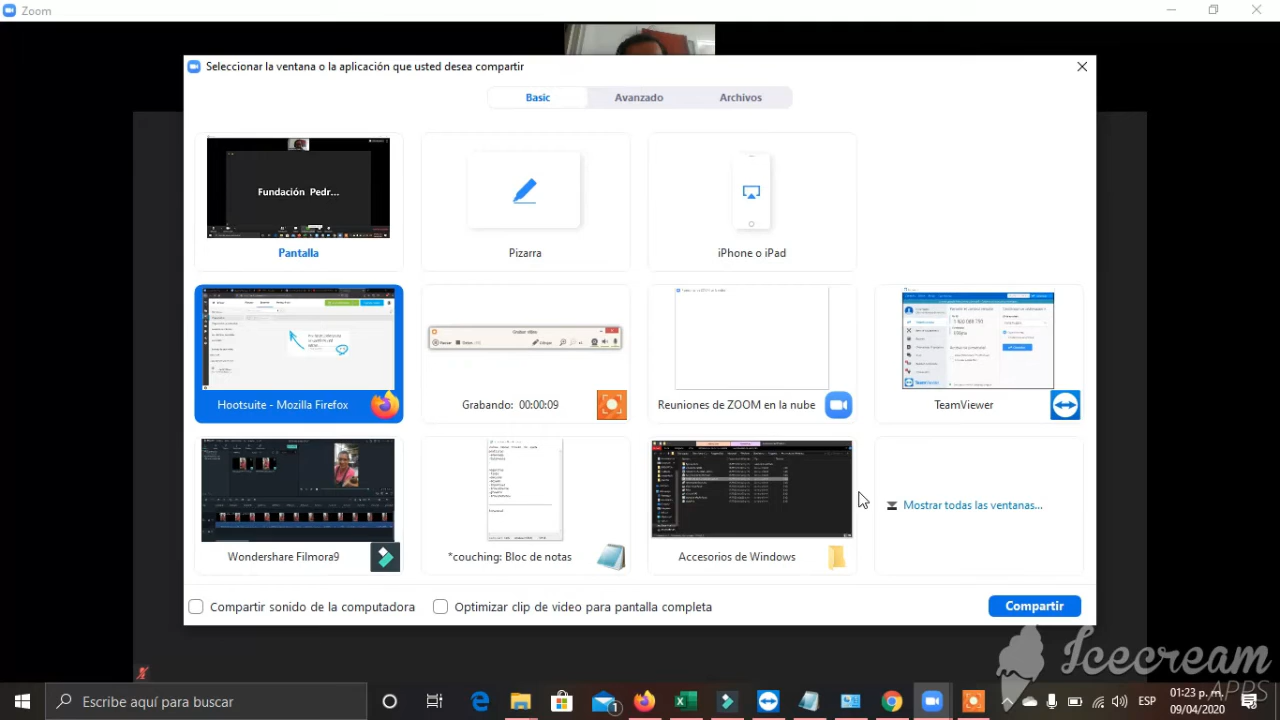 Zoom
Seleccionar la ventana o la aplicación que usted desea compartir
Basic
Avanzado
Archivos
Fundación Pedr...
Pantalla
Pizarra
iPhone o iPad
Hootsuite - Mozilla Firefox
Grabando: 00:00:09
Reuniones de ZOOM en la nube
TeamViewer
Wondershare Filmora9
*couching: Bloc de notas
Accesorios de Windows
Mostrar todas las ventanas...
Compartir sonido de la computadora
Optimizar clip de video para pantalla completa
Compartir
Icecream
APPS
Escribe aquí para buscar
1
ESP
01:23 p. m.
09/04/2020